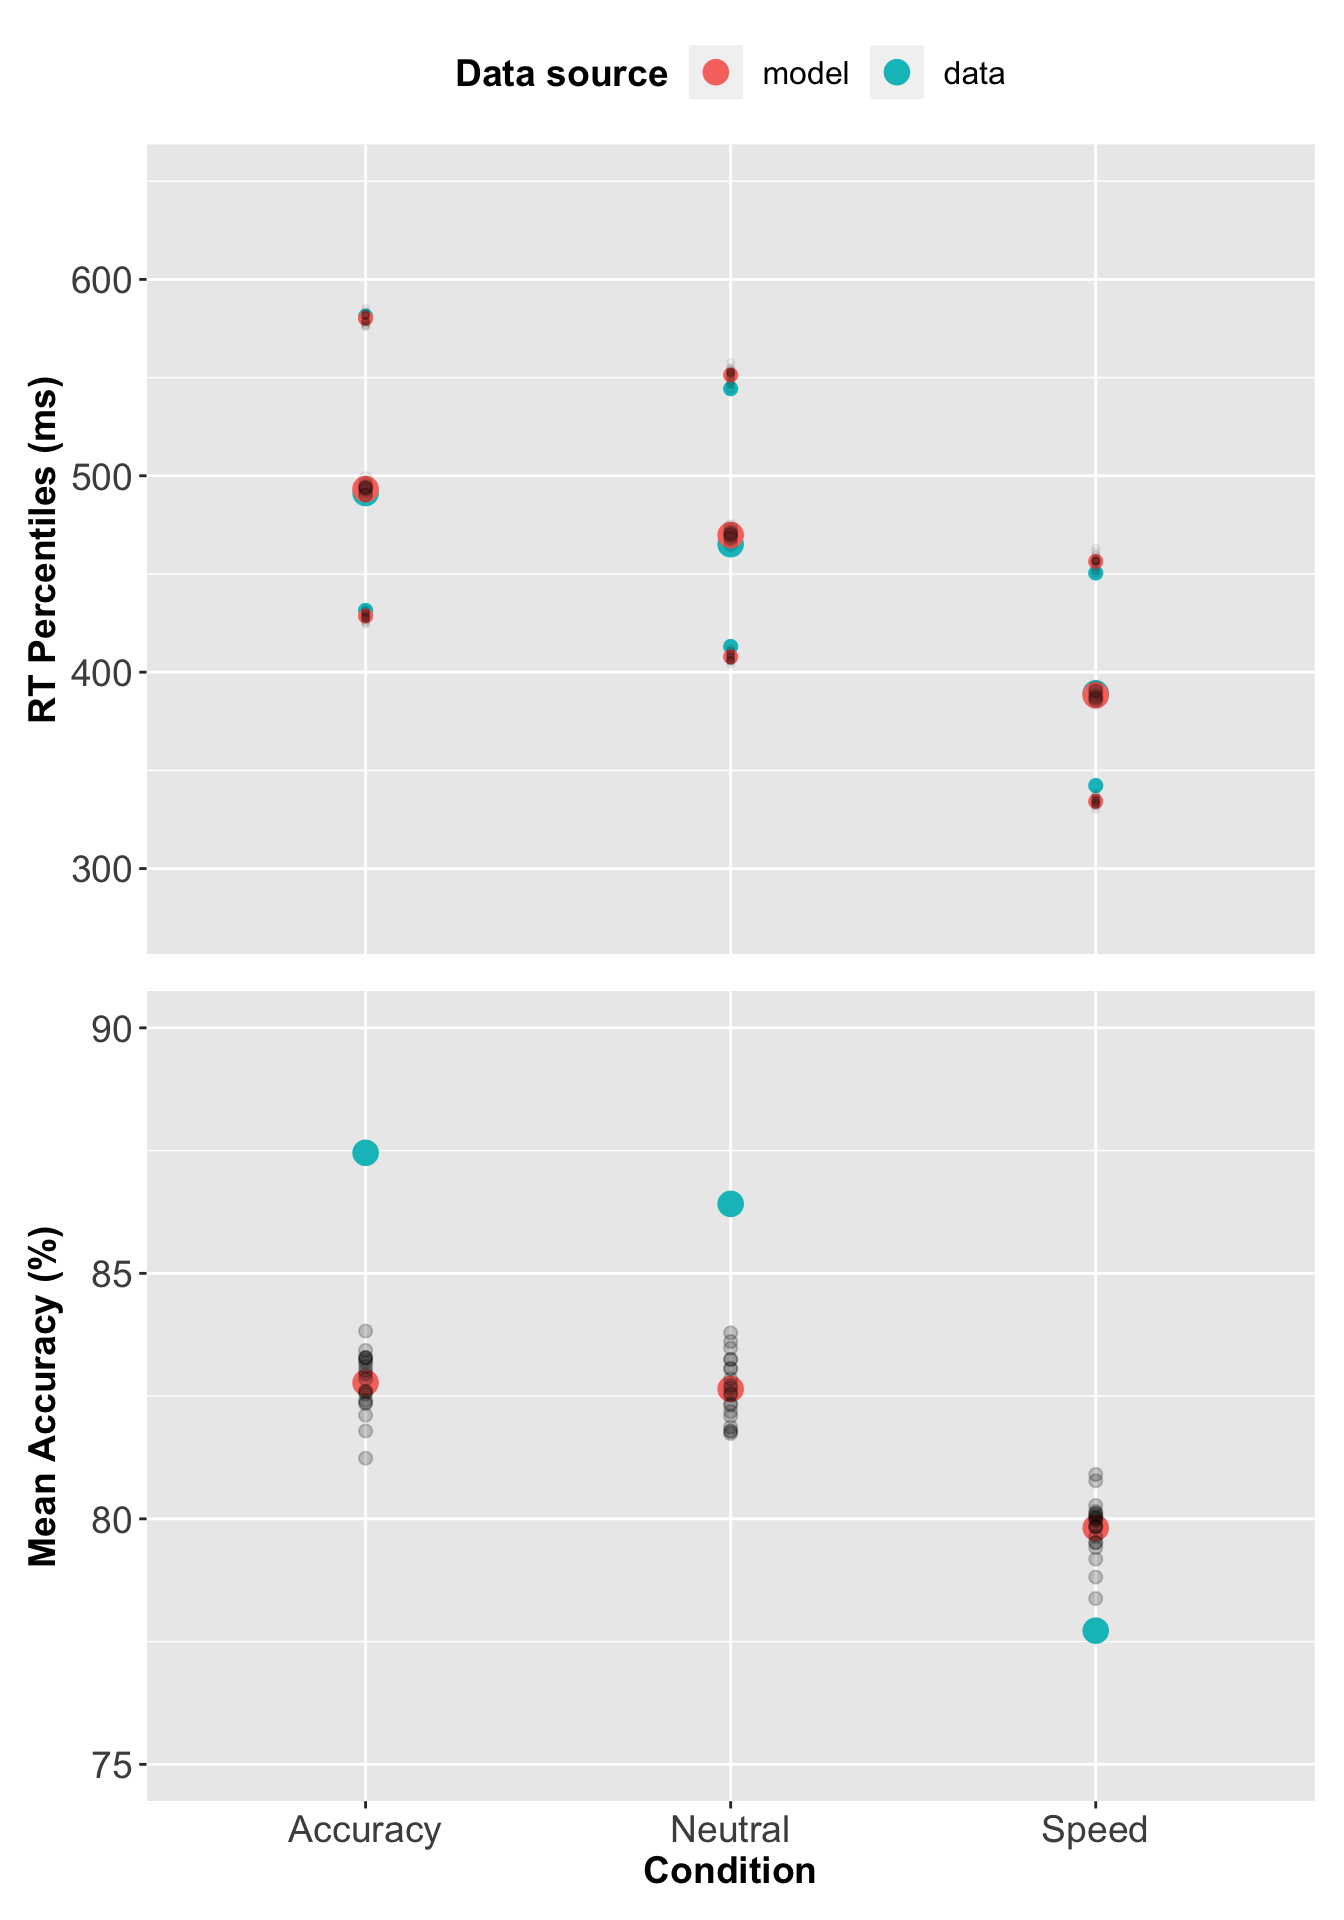 Data source model data
RT Percentiles (ms)
600
500
400
300
Mean Accuracy (%)
90
85
80
75
Accuracy Neutral Speed
Condition